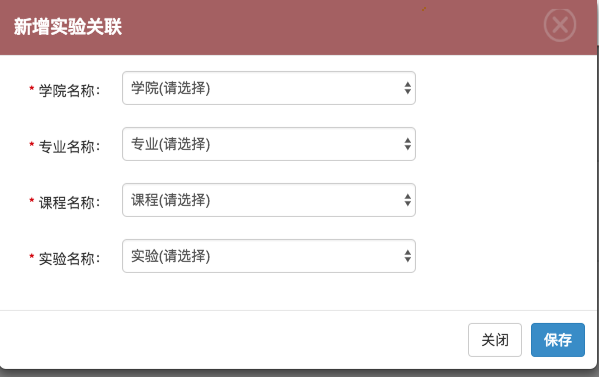 新增实验关联
* 学院名称： 学院(请选择)
* 专业名称： 专业(请选择)
* 课程名称： 课程(请选择)
* 实验名称： 实验(请选择)
关闭 保存